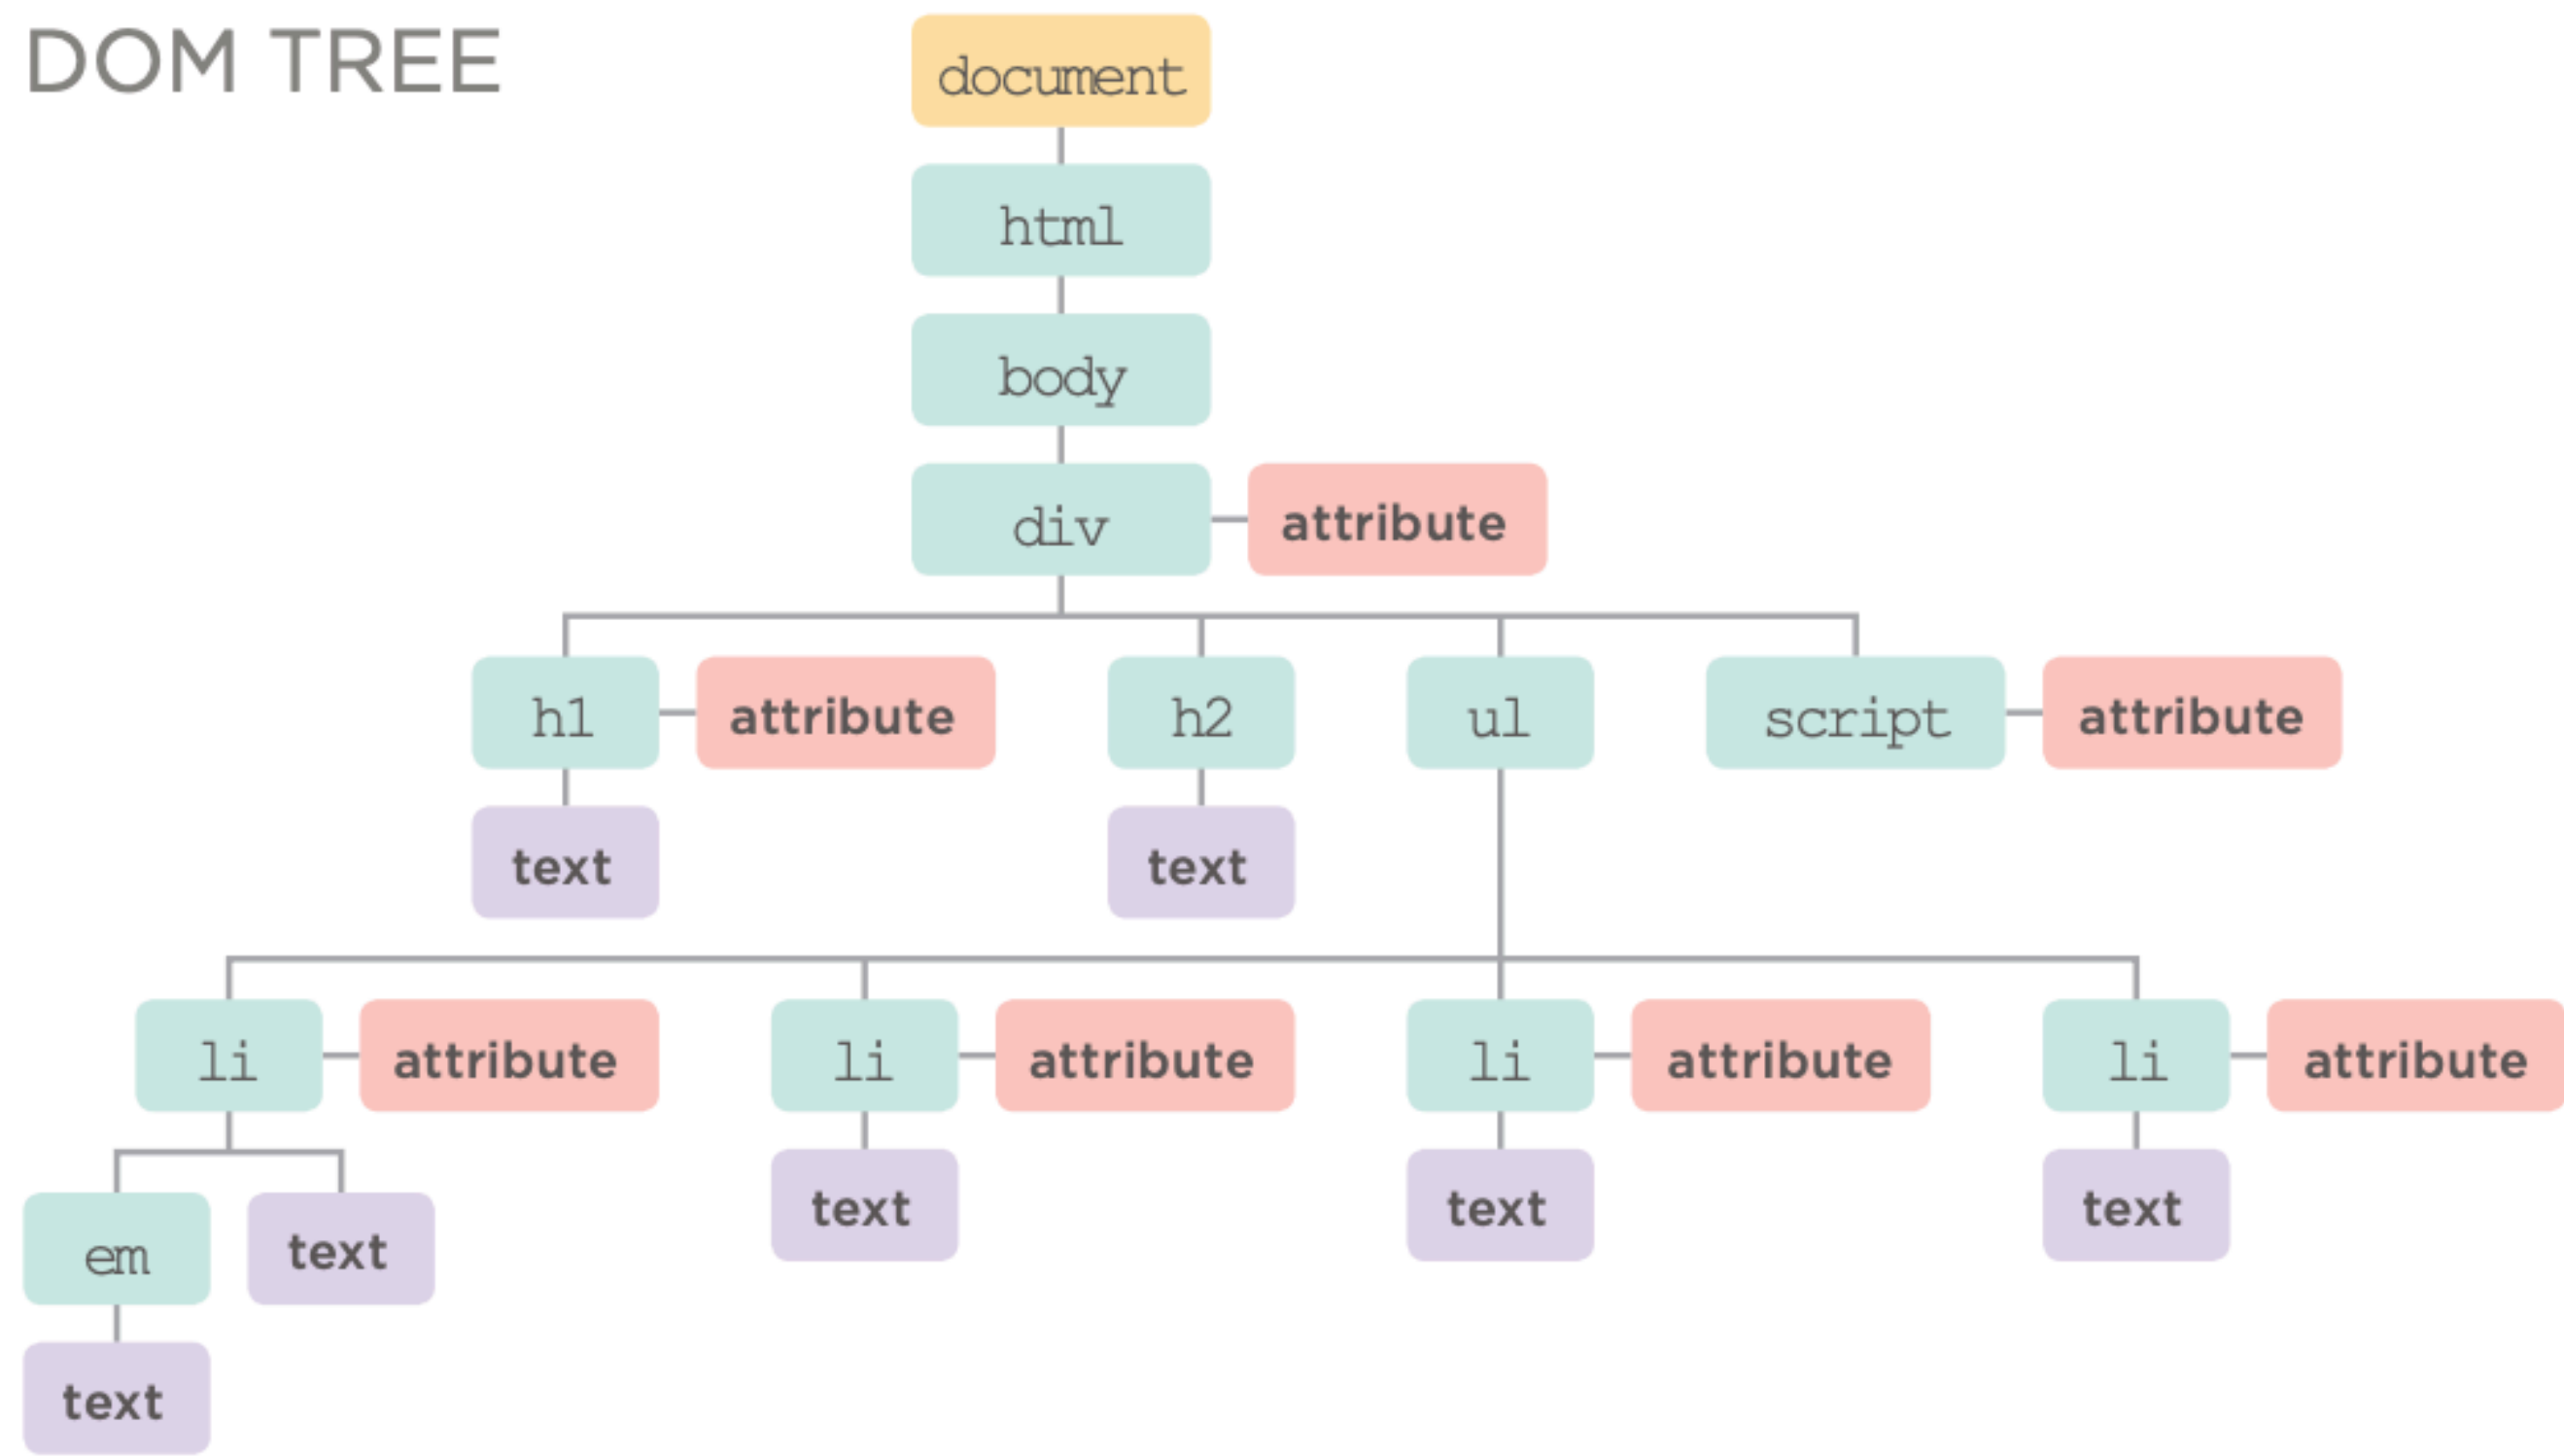 DOM TREE
document
html
body
div attribute
h1 attribute h2 ul script attribute
text text
li attribute li attribute li attribute li attribute
text text text
em text
text